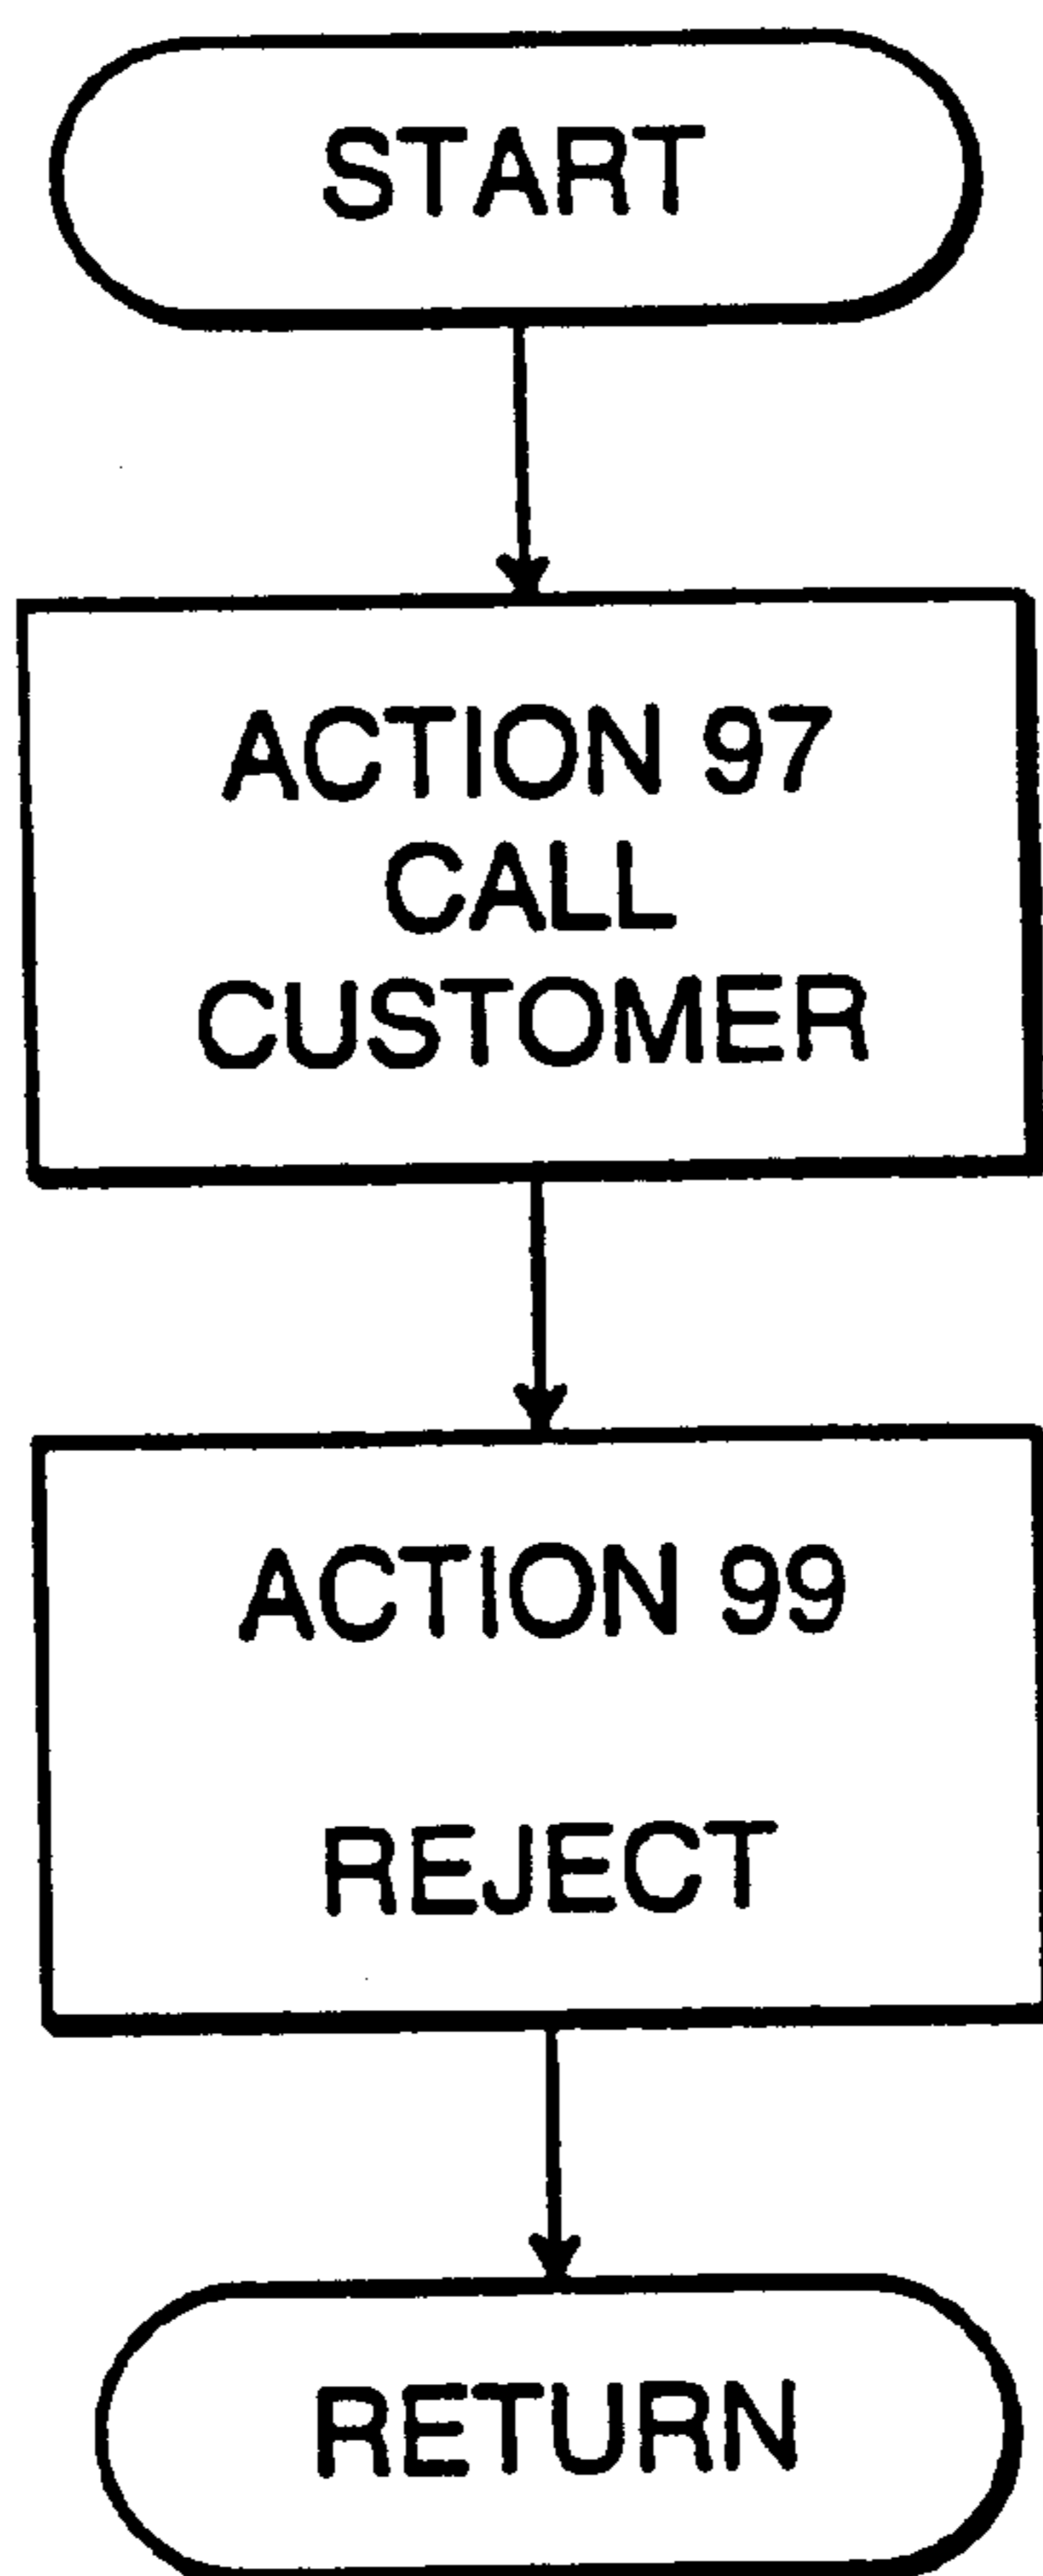 START
ACTION 97
CALL
CUSTOMER
ACTION 99
REJECT
RETURN